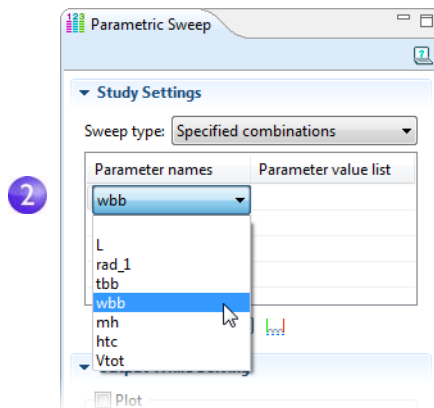 Parametric Sweep
Study Settings
Sweep type: Specified combinations
Parameter names Parameter value list
2
wbb
L
rad_1
tbb
wbb
mh
htc
Vtot
Plot